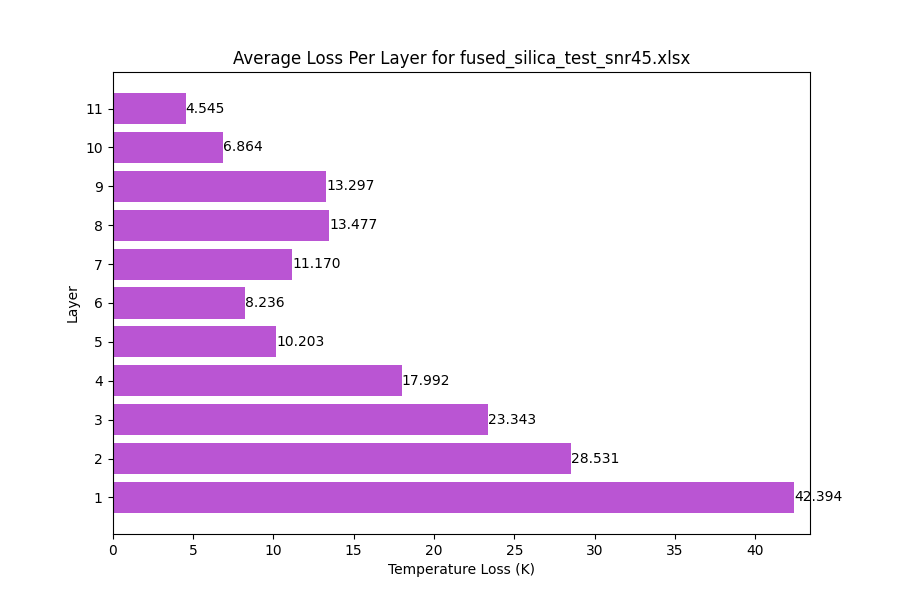 Average Loss Per Layer for fused_silica_test_snr45.xlsx
11 4.545
10 6.864
9 13.297
8 13.477
7 11.170
6 8.236
5 10.203
4 17.992
3 23.343
2 28.531
1 42.394
Layer
0 5 10 15 20 25 30 35 40
Temperature Loss (K)